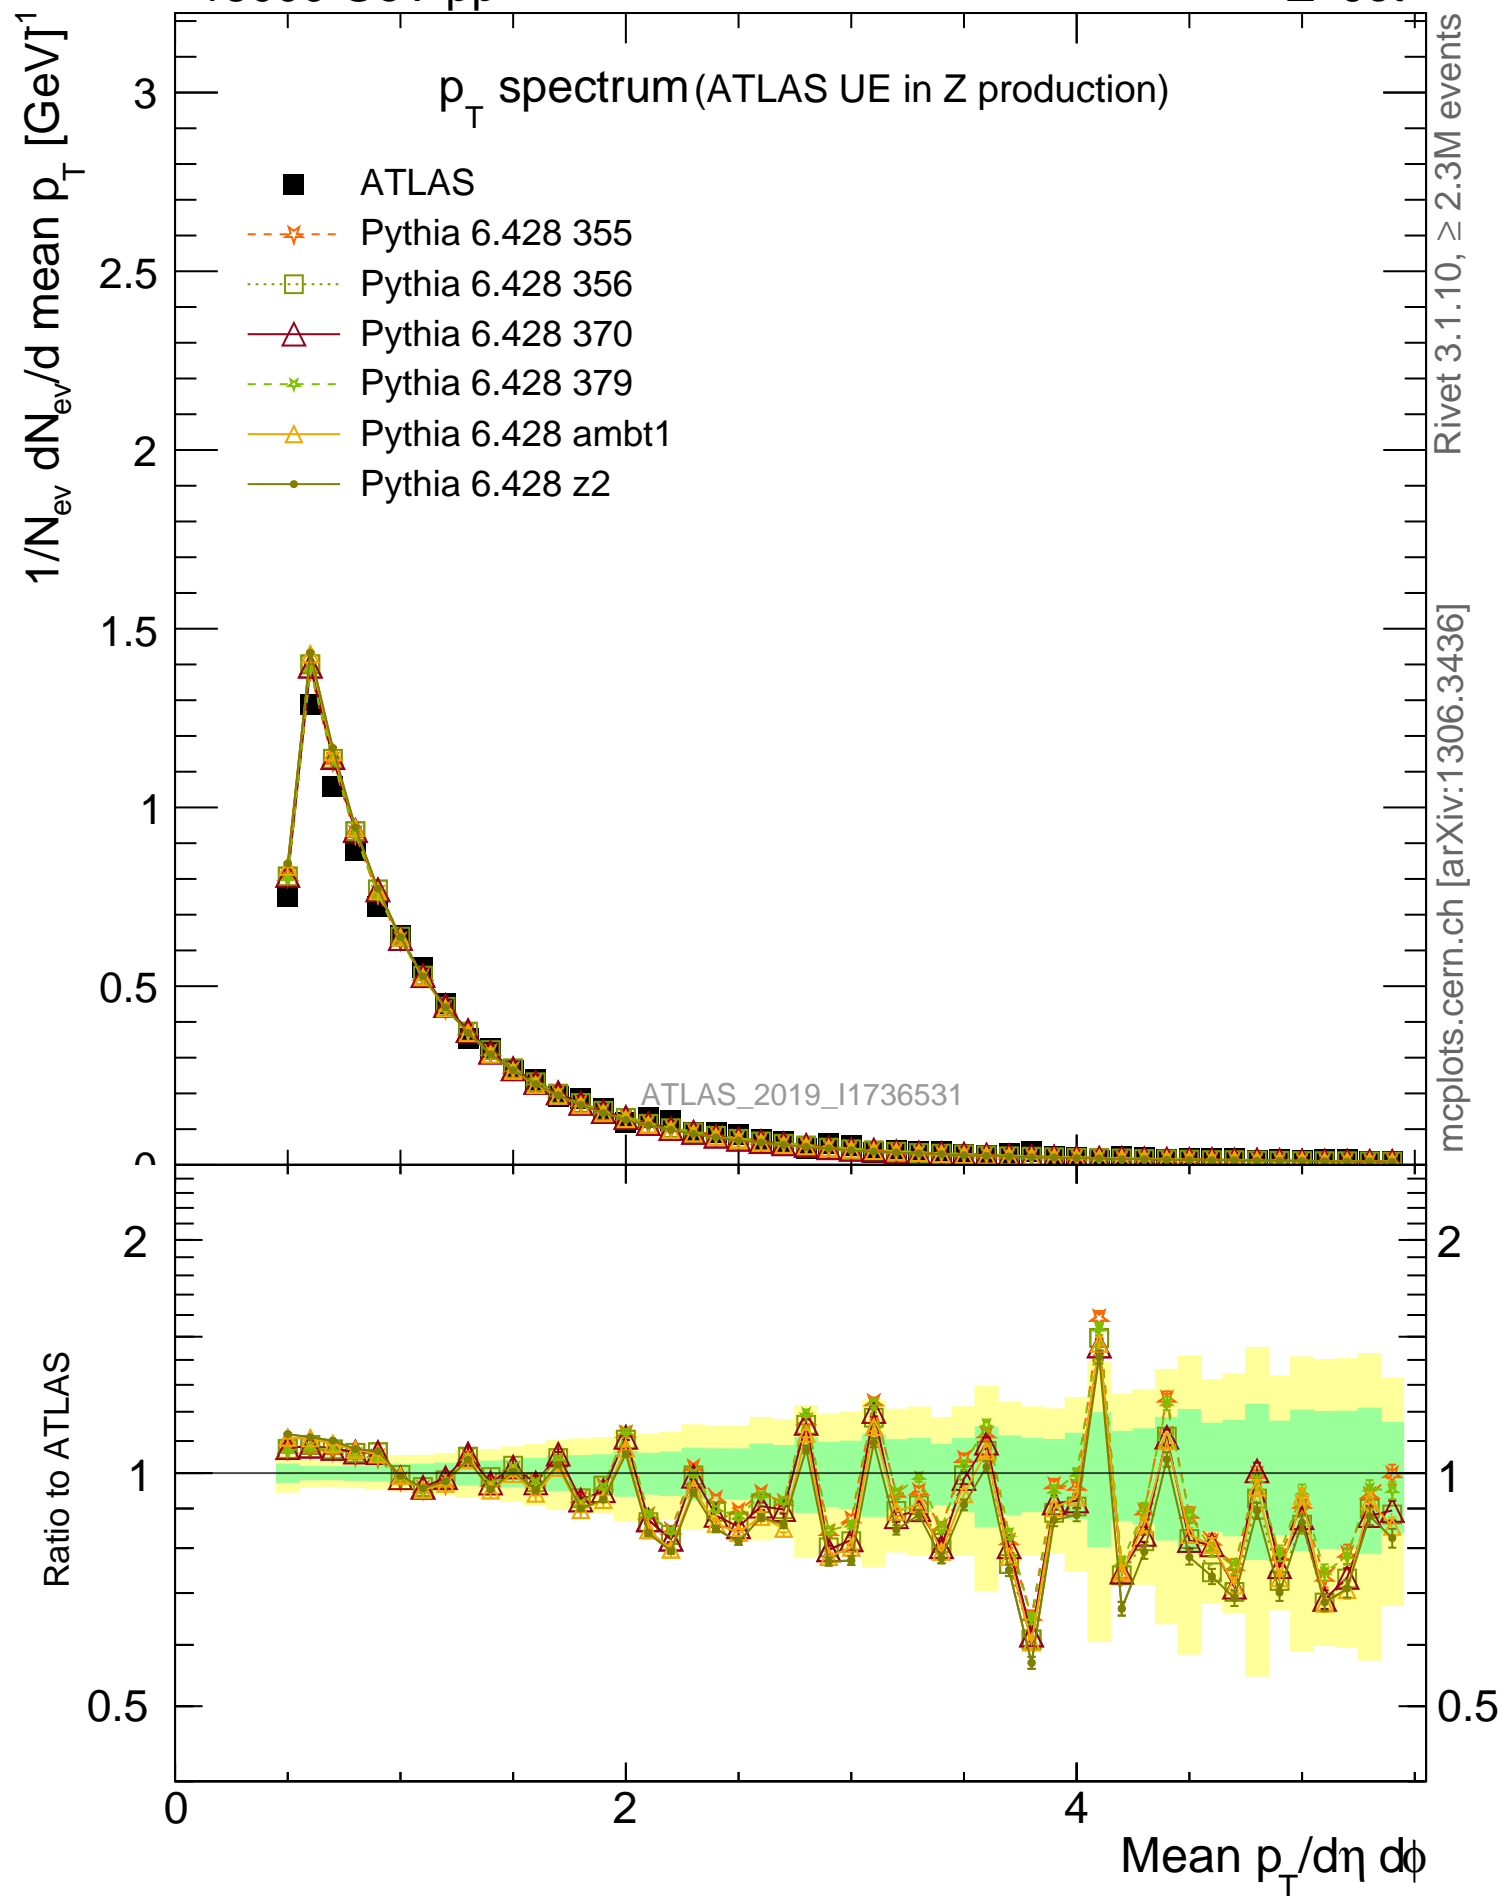 p_T spectrum (ATLAS UE in Z production)
1/N_ev dN_ev/d mean p_T [GeV]^-1
ATLAS
Pythia 6.428 355
Pythia 6.428 356
Pythia 6.428 370
Pythia 6.428 379
Pythia 6.428 ambt1
Pythia 6.428 z2
3
2.5
2
1.5
1
0.5
0
ATLAS_2019_I1736531
Rivet 3.1.10, ≥ 2.3M events
mcplots.cern.ch [arXiv:1306.3436]
Ratio to ATLAS
2
1
0.5
2
1
0.5
0
2
4
Mean p_T/dη dϕ